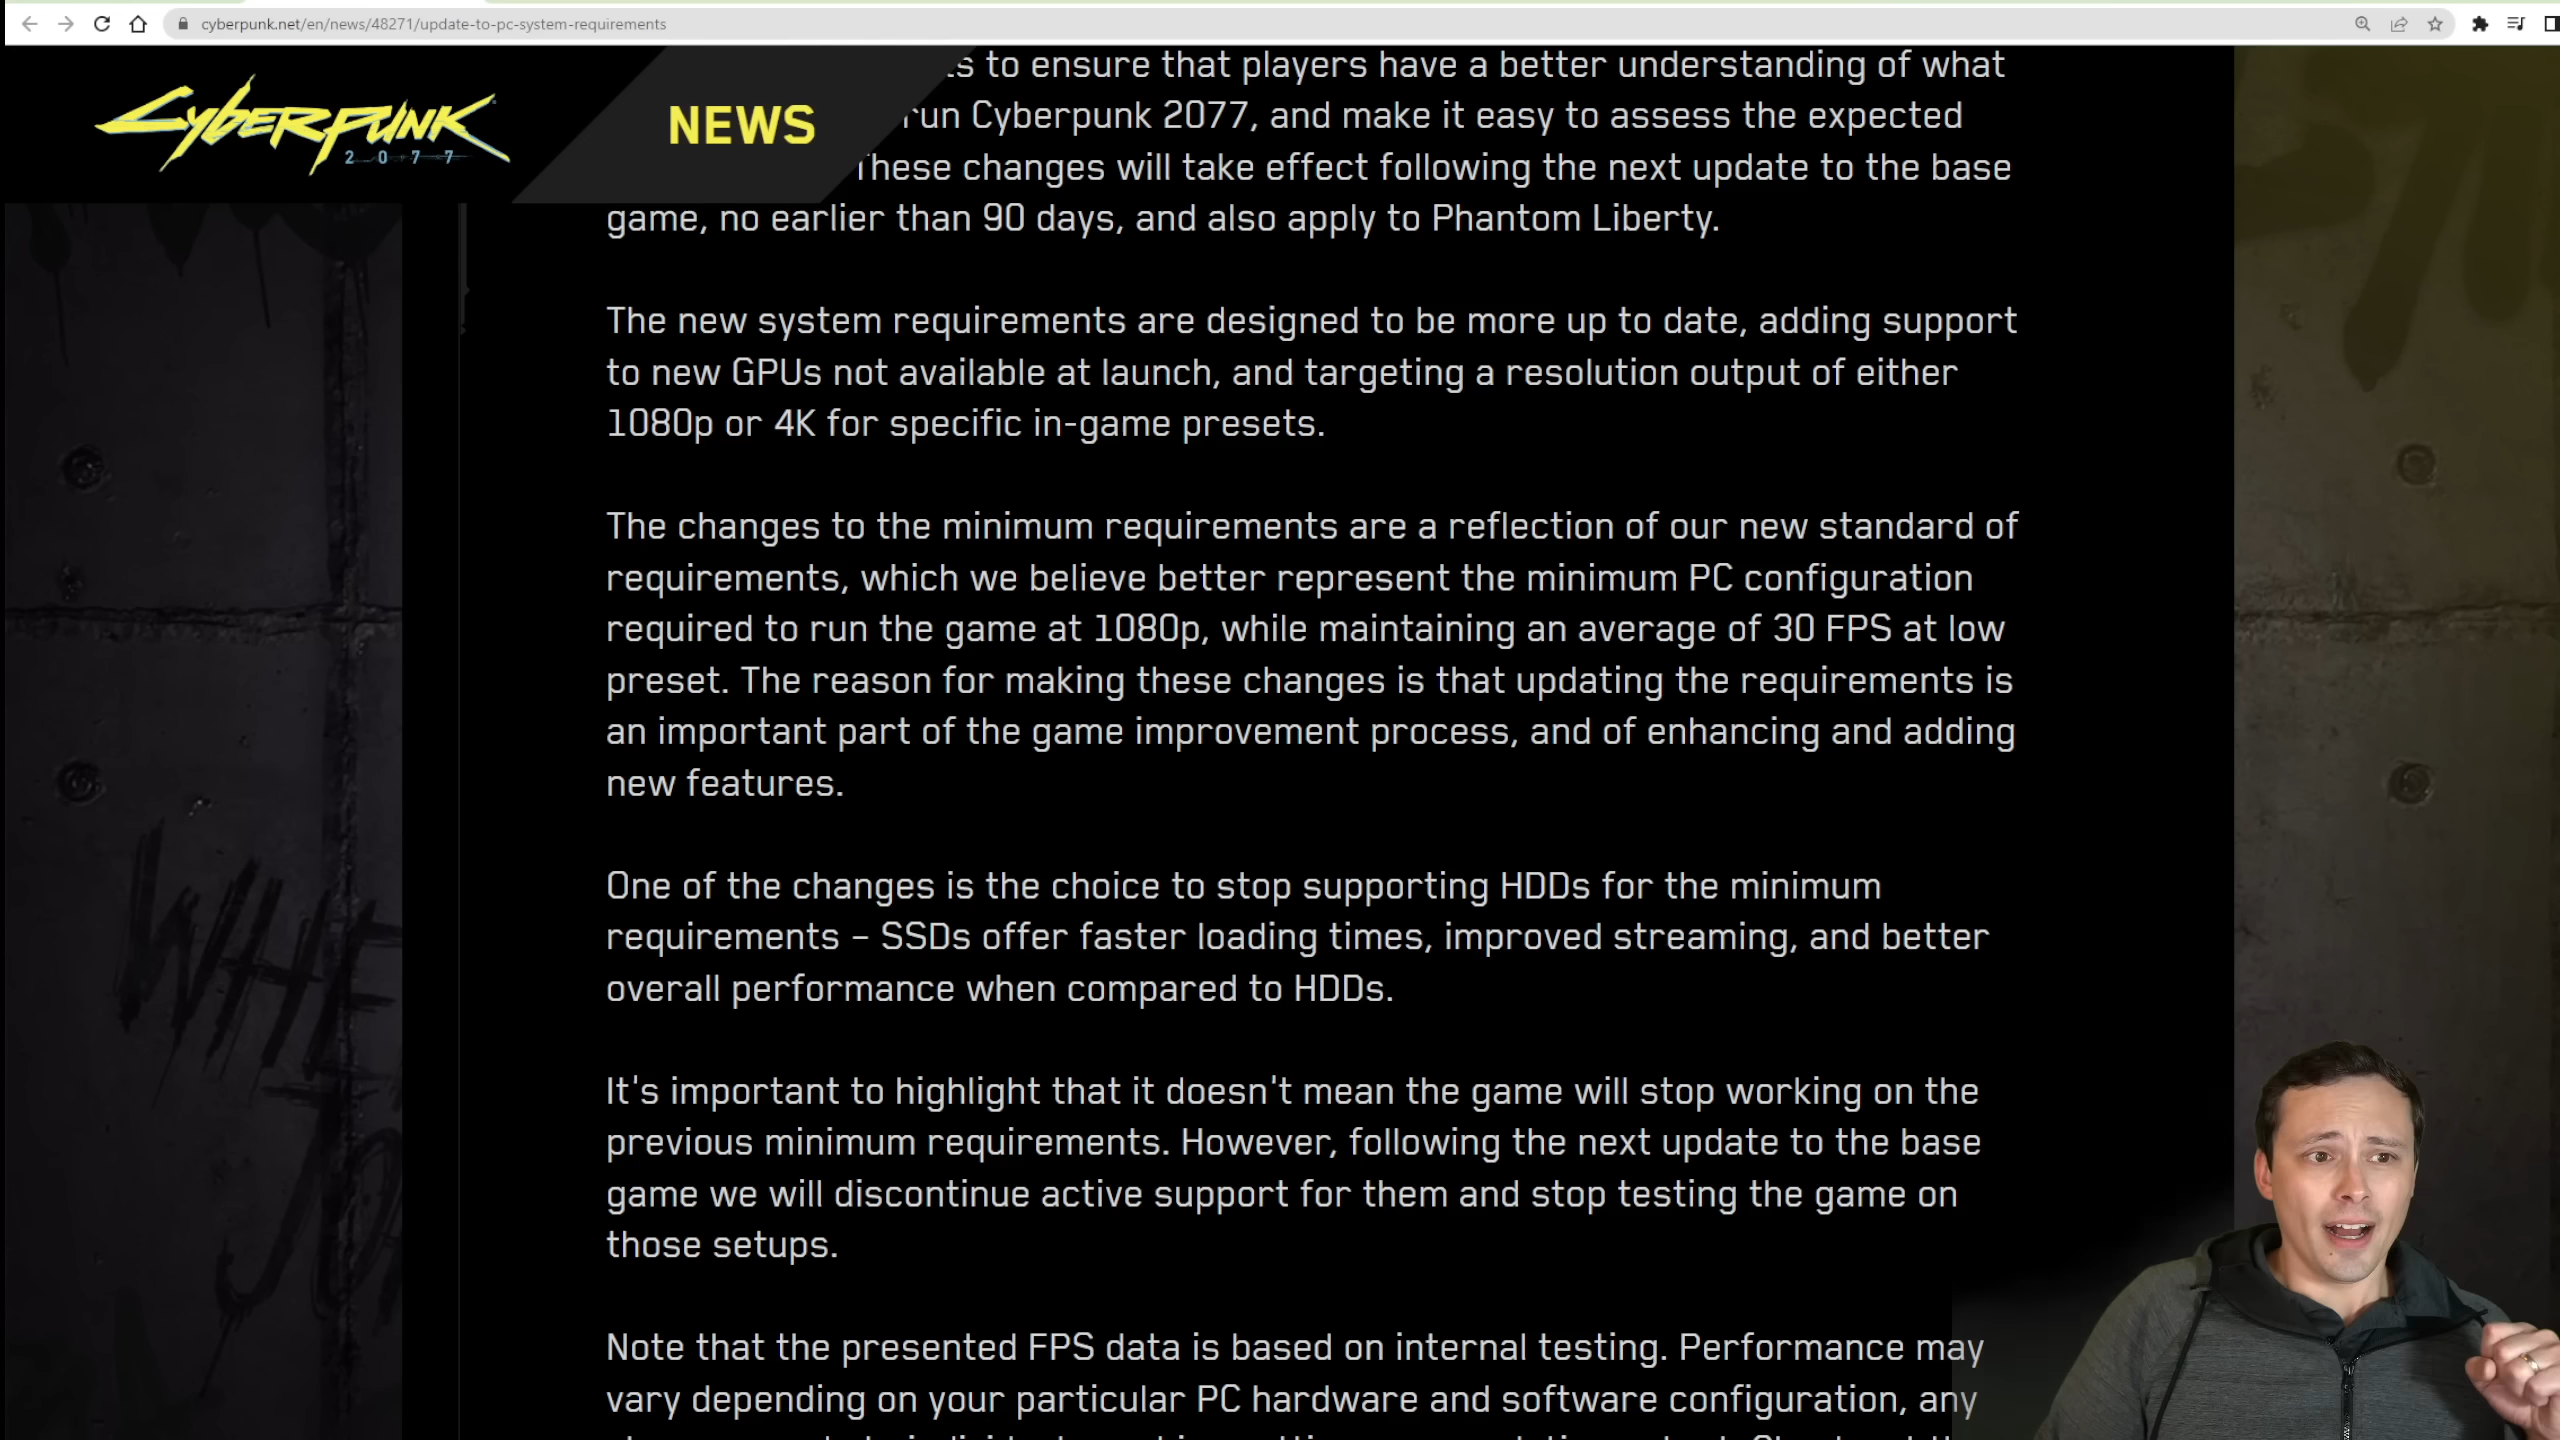 cyberpunk.net/en/news/48271/update-to-pc-system-requirements
CYBERPUNK
2077
NEWS
to ensure that players have a better understanding of what
run Cyberpunk 2077, and make it easy to assess the expected
These changes will take effect following the next update to the base
game, no earlier than 90 days, and also apply to Phantom Liberty.
The new system requirements are designed to be more up to date, adding support
to new GPUs not available at launch, and targeting a resolution output of either
1080p or 4K for specific in-game presets.
The changes to the minimum requirements are a reflection of our new standard of
requirements, which we believe better represent the minimum PC configuration
required to run the game at 1080p, while maintaining an average of 30 FPS at low
preset. The reason for making these changes is that updating the requirements is
an important part of the game improvement process, and of enhancing and adding
new features.
One of the changes is the choice to stop supporting HDDs for the minimum
requirements – SSDs offer faster loading times, improved streaming, and better
overall performance when compared to HDDs.
It's important to highlight that it doesn't mean the game will stop working on the
previous minimum requirements. However, following the next update to the base
game we will discontinue active support for them and stop testing the game on
those setups.
Note that the presented FPS data is based on internal testing. Performance may
vary depending on your particular PC hardware and software configuration, any